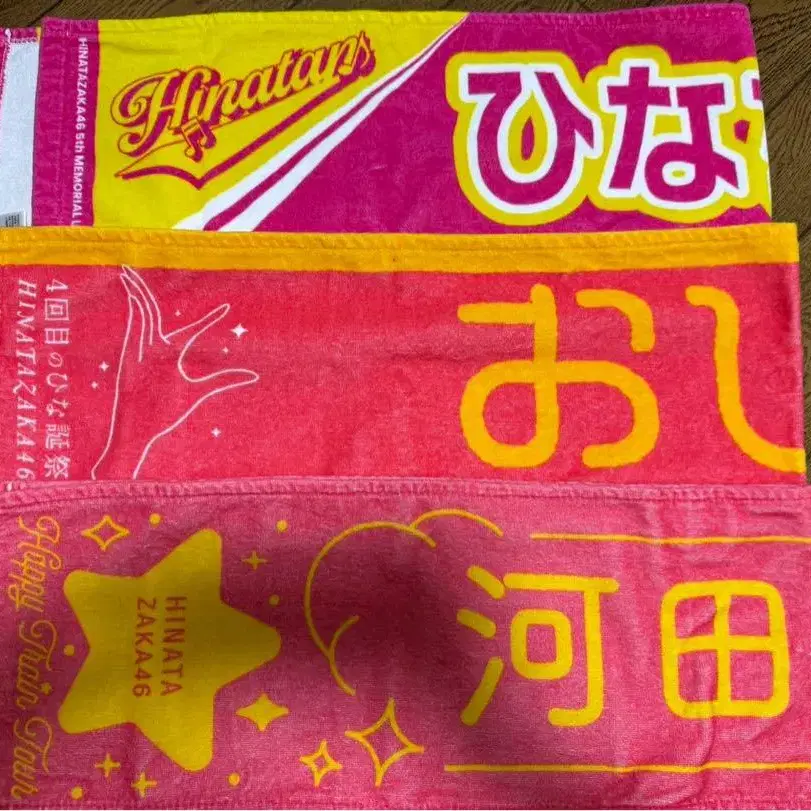 HINATAZAKA46 5th MEMORIAL L
Hinatans
ひな
4回目のひな誕祭
HINATAZAKA46
おし
Happy Train Tour
HINATA
ZAKA46
河田